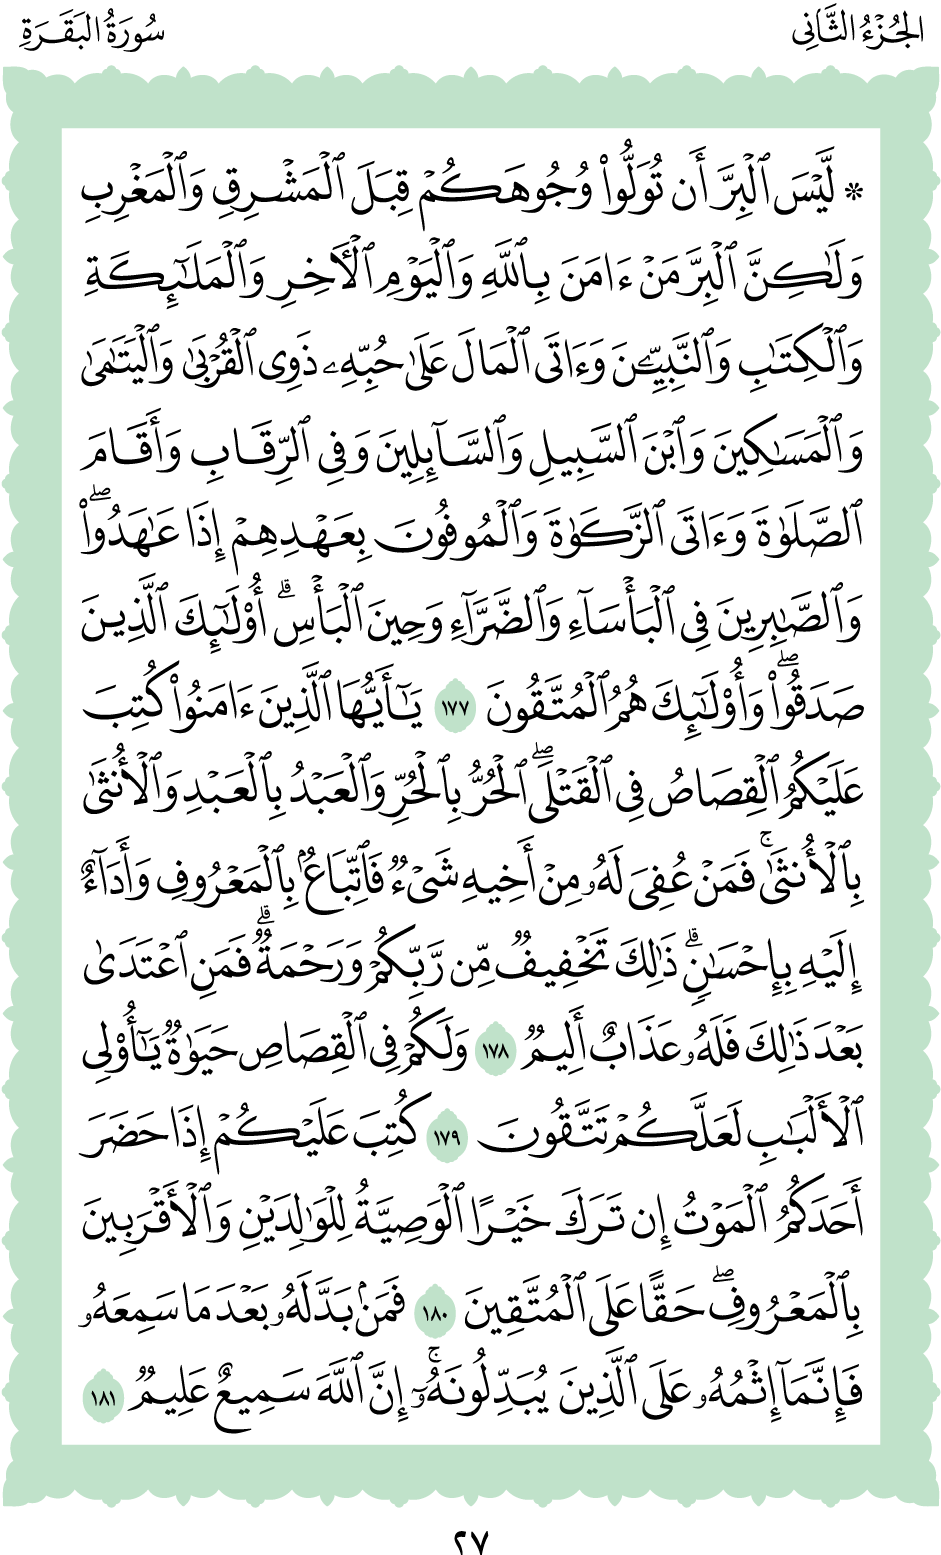 الجُزْءُ الثَّانِي
سُورَةُ البَقَرَةِ
۞ لَّيْسَ ٱلْبِرَّ أَن تُوَلُّوا۟ وُجُوهَكُمْ قِبَلَ ٱلْمَشْرِقِ وَٱلْمَغْرِبِ
وَلَـٰكِنَّ ٱلْبِرَّ مَنْ ءَامَنَ بِٱللَّهِ وَٱلْيَوْمِ ٱلْـَٔاخِرِ وَٱلْمَلَـٰٓئِكَةِ
وَٱلْكِتَـٰبِ وَٱلنَّبِيِّـۧنَ وَءَاتَى ٱلْمَالَ عَلَىٰ حُبِّهِۦ ذَوِى ٱلْقُرْبَىٰ وَٱلْيَتَـٰمَىٰ
وَٱلْمَسَـٰكِينَ وَٱبْنَ ٱلسَّبِيلِ وَٱلسَّآئِلِينَ وَفِى ٱلرِّقَابِ وَأَقَامَ
ٱلصَّلَوٰةَ وَءَاتَى ٱلزَّكَوٰةَ وَٱلْمُوفُونَ بِعَهْدِهِمْ إِذَا عَـٰهَدُوا۟ۖ
وَٱلصَّـٰبِرِينَ فِى ٱلْبَأْسَآءِ وَٱلضَّرَّآءِ وَحِينَ ٱلْبَأْسِۗ أُو۟لَـٰٓئِكَ ٱلَّذِينَ
صَدَقُوا۟ۖ وَأُو۟لَـٰٓئِكَ هُمُ ٱلْمُتَّقُونَ ١٧٧ يَـٰٓأَيُّهَا ٱلَّذِينَ ءَامَنُوا۟ كُتِبَ
عَلَيْكُمُ ٱلْقِصَاصُ فِى ٱلْقَتْلَىۖ ٱلْحُرُّ بِٱلْحُرِّ وَٱلْعَبْدُ بِٱلْعَبْدِ وَٱلْأُنثَىٰ
بِٱلْأُنثَىٰۚ فَمَنْ عُفِىَ لَهُۥ مِنْ أَخِيهِ شَىْءٌ فَٱتِّبَاعٌۢ بِٱلْمَعْرُوفِ وَأَدَآءٌ
إِلَيْهِ بِإِحْسَـٰنٍۗ ذَٰلِكَ تَخْفِيفٌ مِّن رَّبِّكُمْ وَرَحْمَةٌۗ فَمَنِ ٱعْتَدَىٰ
بَعْدَ ذَٰلِكَ فَلَهُۥ عَذَابٌ أَلِيمٌ ١٧٨ وَلَكُمْ فِى ٱلْقِصَاصِ حَيَوٰةٌ يَـٰٓأُو۟لِى
ٱلْأَلْبَـٰبِ لَعَلَّكُمْ تَتَّقُونَ ١٧٩ كُتِبَ عَلَيْكُمْ إِذَا حَضَرَ
أَحَدَكُمُ ٱلْمَوْتُ إِن تَرَكَ خَيْرًا ٱلْوَصِيَّةُ لِلْوَٰلِدَيْنِ وَٱلْأَقْرَبِينَ
بِٱلْمَعْرُوفِۖ حَقًّا عَلَى ٱلْمُتَّقِينَ ١٨٠ فَمَنۢ بَدَّلَهُۥ بَعْدَ مَا سَمِعَهُۥ
فَإِنَّمَآ إِثْمُهُۥ عَلَى ٱلَّذِينَ يُبَدِّلُونَهُۥٓۚ إِنَّ ٱللَّهَ سَمِيعٌ عَلِيمٌ ١٨١
٢٧